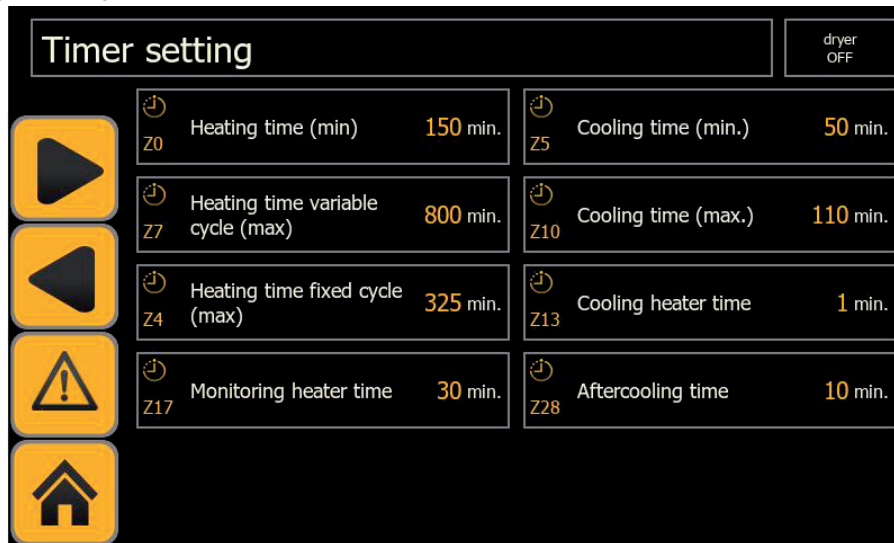 Timer setting
dryer
OFF
Z0 Heating time (min) 150 min.
Z5 Cooling time (min.) 50 min.
Z7 Heating time variable
cycle (max) 800 min.
Z10 Cooling time (max.) 110 min.
Z4 Heating time fixed cycle
(max) 325 min.
Z13 Cooling heater time 1 min.
Z17 Monitoring heater time 30 min.
Z28 Aftercooling time 10 min.